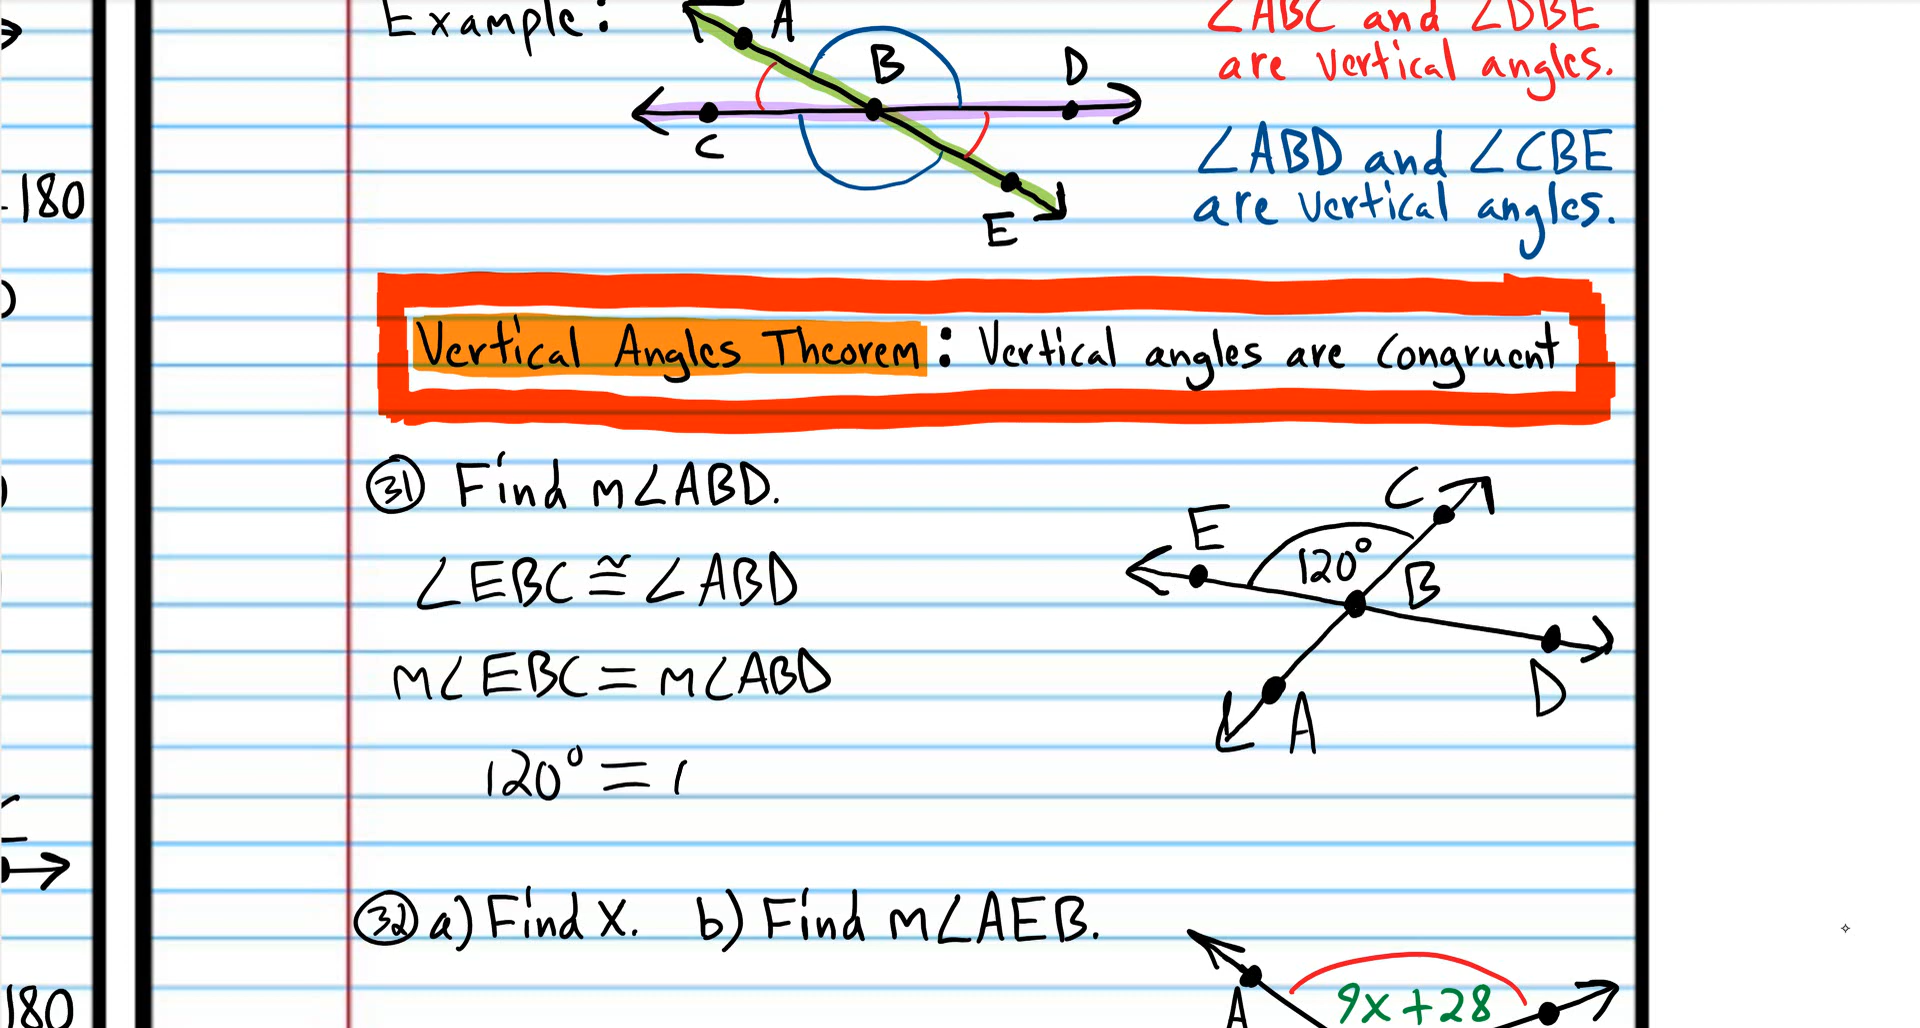 Example:
A
B
D
C
E
∠ABC and ∠DBE
are vertical angles.
∠ABD and ∠CBE
are vertical angles.
-180
Vertical Angles Theorem: Vertical angles are congruent
31 Find m∠ABD.
∠EBC ≅ ∠ABD
m∠EBC = m∠ABD
120° =
E
C
120°
B
D
A
32 a) Find x. b) Find m∠AEB.
A
9x + 28
180